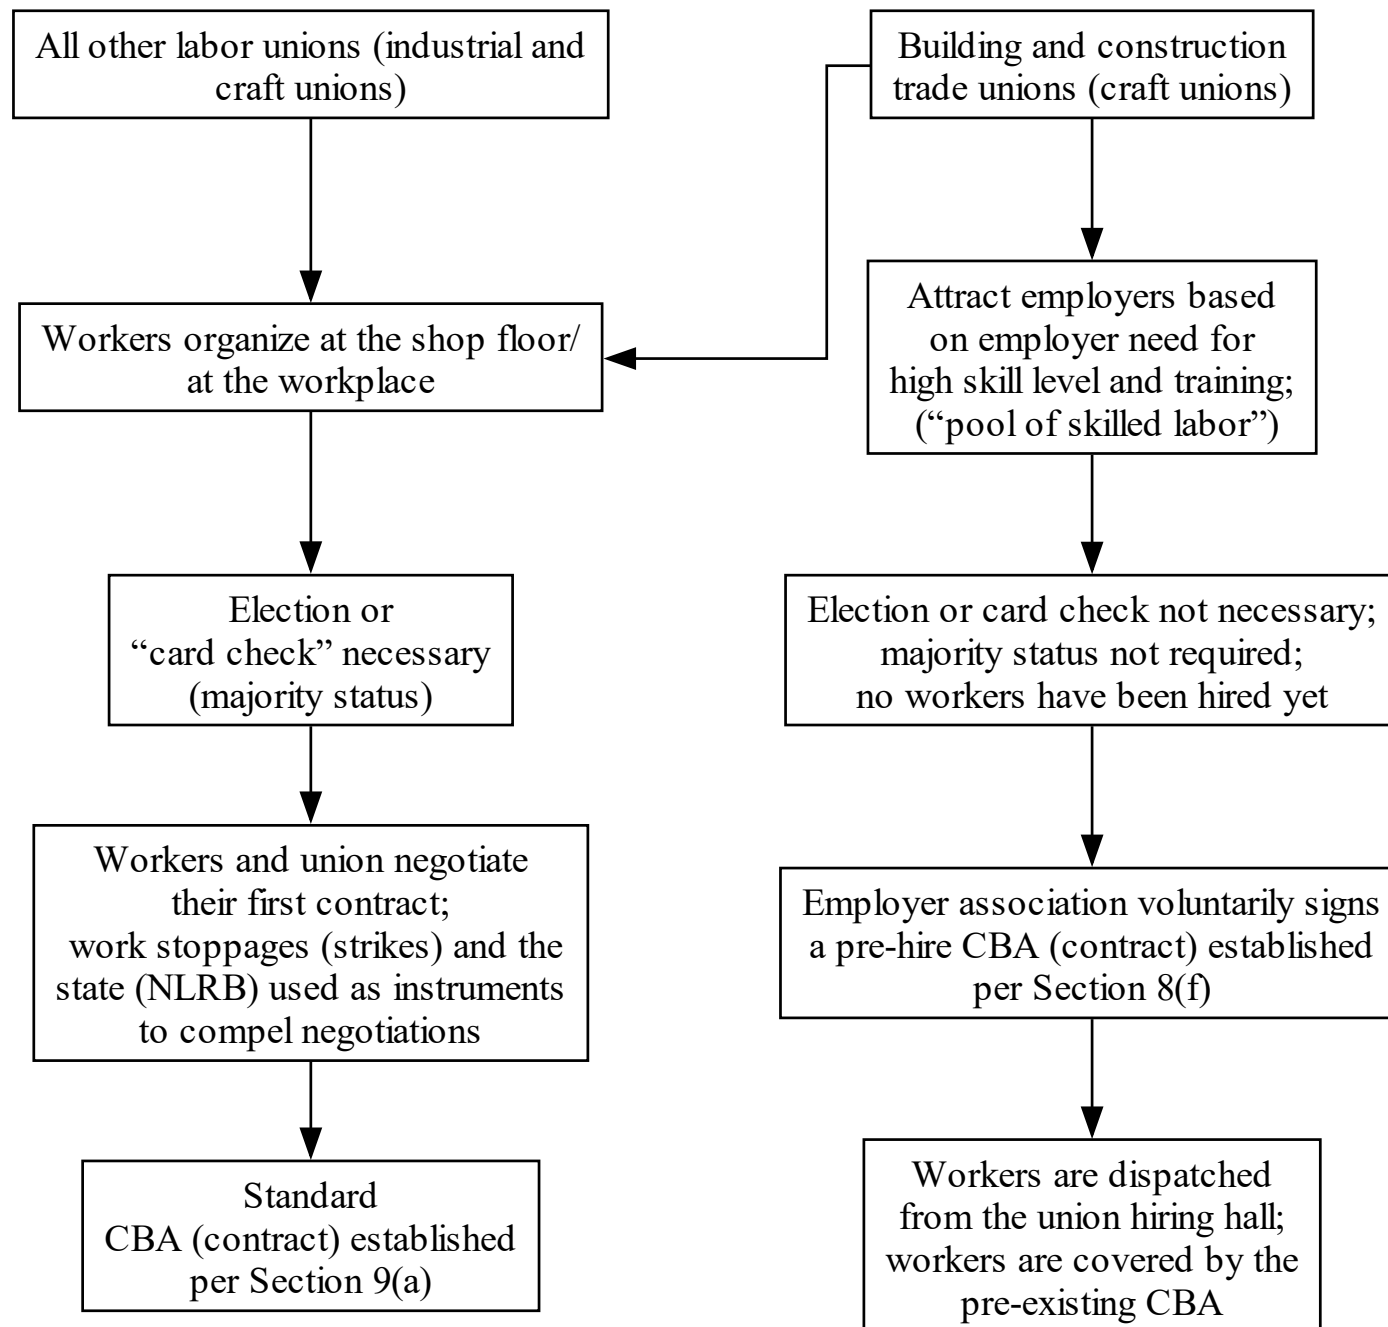 All other labor unions (industrial and
craft unions)
Building and construction
trade unions (craft unions)
Workers organize at the shop floor/
at the workplace
Attract employers based
on employer need for
high skill level and training;
(“pool of skilled labor”)
Election or
“card check” necessary
(majority status)
Election or card check not necessary;
majority status not required;
no workers have been hired yet
Workers and union negotiate
their first contract;
work stoppages (strikes) and the
state (NLRB) used as instruments
to compel negotiations
Employer association voluntarily signs
a pre-hire CBA (contract) established
per Section 8(f)
Standard
CBA (contract) established
per Section 9(a)
Workers are dispatched
from the union hiring hall;
workers are covered by the
pre-existing CBA